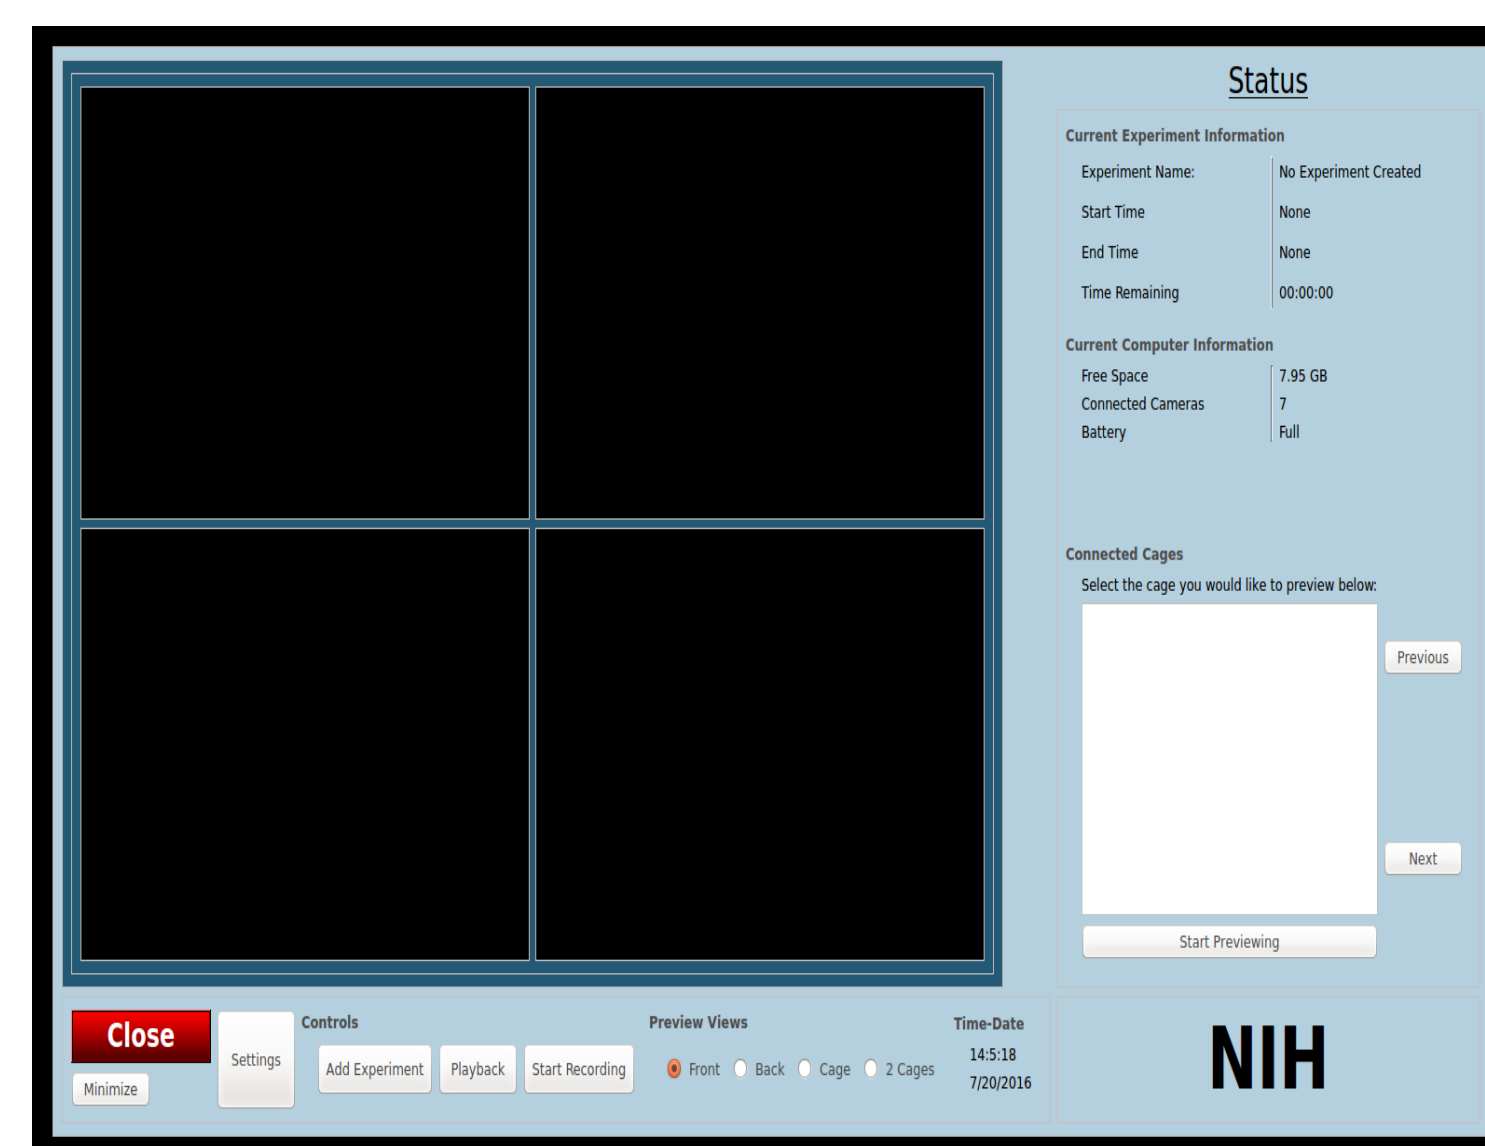 Status
Current Experiment Information
Experiment Name: No Experiment Created
Start Time None
End Time None
Time Remaining 00:00:00
Current Computer Information
Free Space 7.95 GB
Connected Cameras 7
Battery Full
Connected Cages
Select the cage you would like to preview below:
Previous
Next
Start Previewing
Close
Minimize
Settings
Controls
Add Experiment Playback Start Recording
Preview Views
Front Back Cage 2 Cages
Time-Date
14:5:18
7/20/2016
NIH